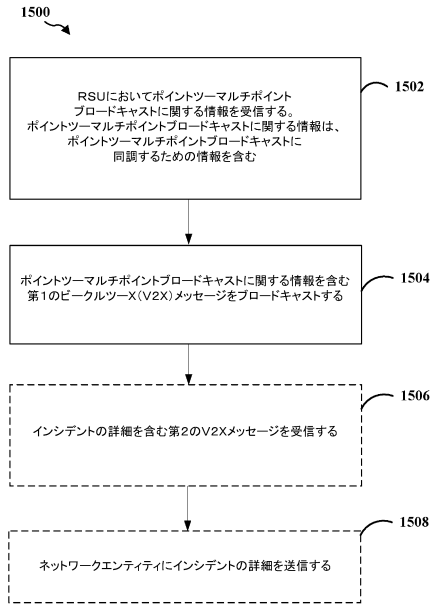 1500
RSUにおいてポイントツーマルチポイント
ブロードキャストに関する情報を受信する。
ポイントツーマルチポイントブロードキャストに関する情報は、
ポイントツーマルチポイントブロードキャストに
同調するための情報を含む
1502
ポイントツーマルチポイントブロードキャストに関する情報を含む
第1のビークルツーX(V2X)メッセージをブロードキャストする
1504
インシデントの詳細を含む第2のV2Xメッセージを受信する
1506
ネットワークエンティティにインシデントの詳細を送信する
1508